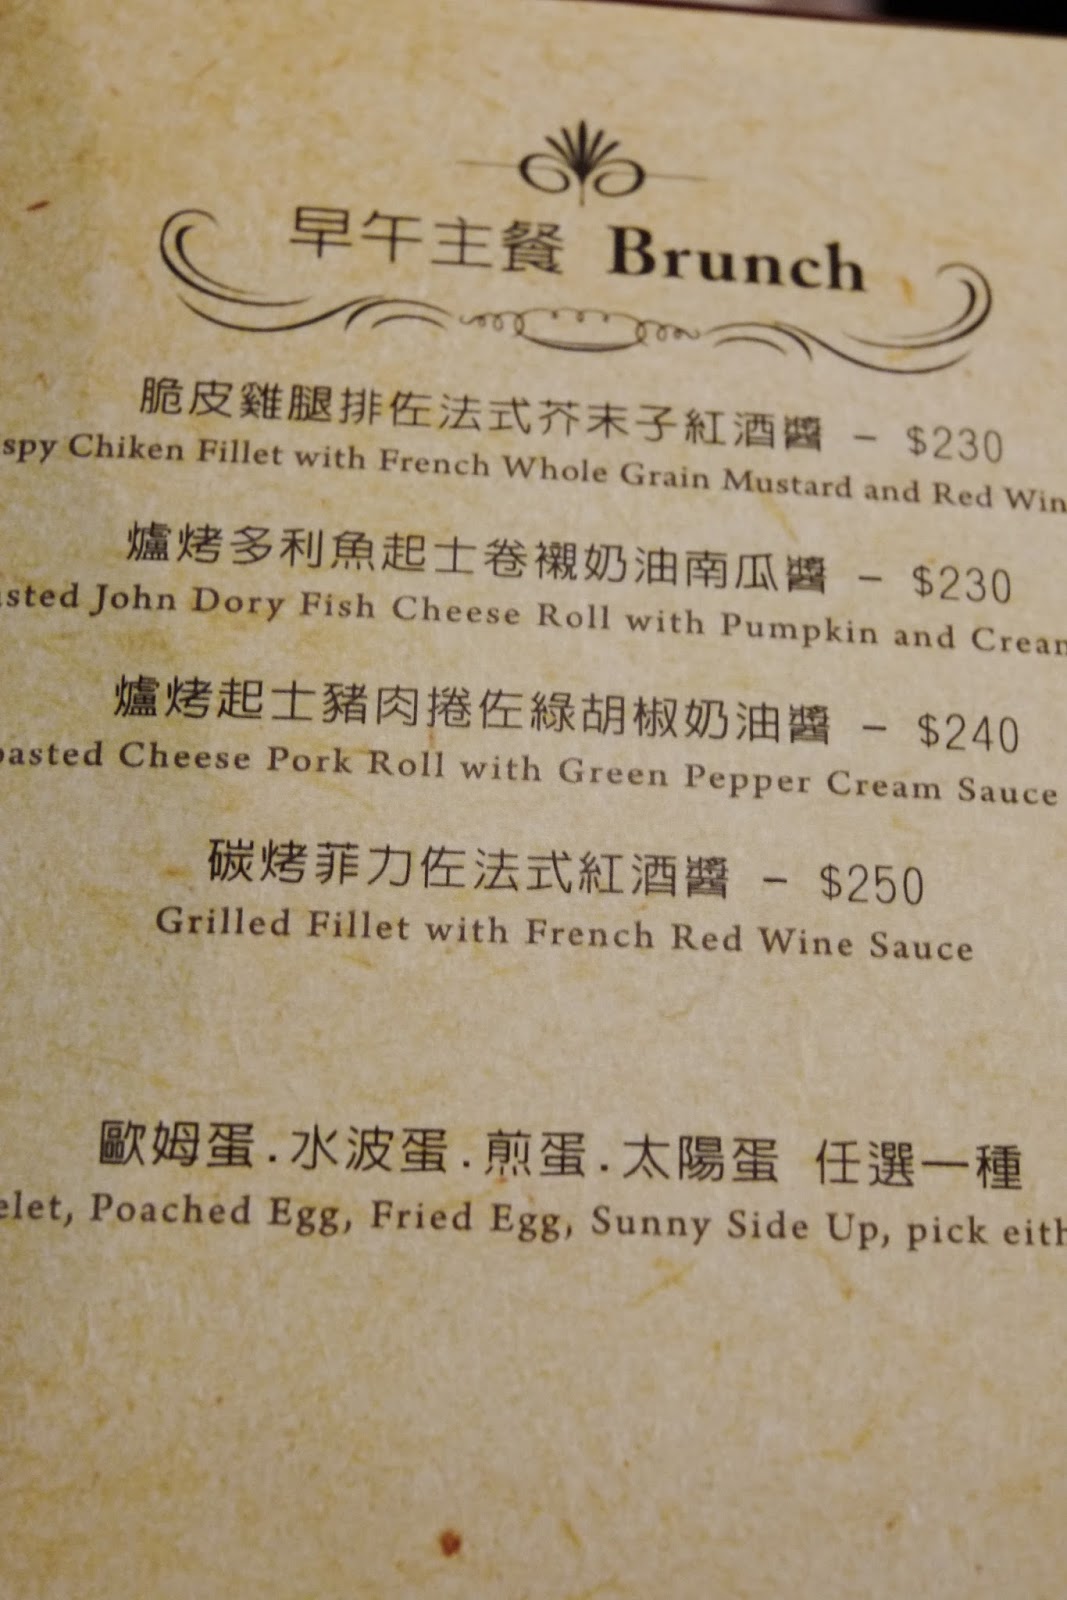 早午主餐 Brunch
脆皮雞腿排佐法式芥末子紅酒醬 - $230
spy Chiken Fillet with French Whole Grain Mustard and Red Win
爐烤多利魚起士卷襯奶油南瓜醬 - $230
sted John Dory Fish Cheese Roll with Pumpkin and Cream
爐烤起士豬肉捲佐綠胡椒奶油醬 - $240
oasted Cheese Pork Roll with Green Pepper Cream Sauce
碳烤菲力佐法式紅酒醬 - $250
Grilled Fillet with French Red Wine Sauce
歐姆蛋.水波蛋.煎蛋.太陽蛋 任選一種
elet, Poached Egg, Fried Egg, Sunny Side Up, pick eith